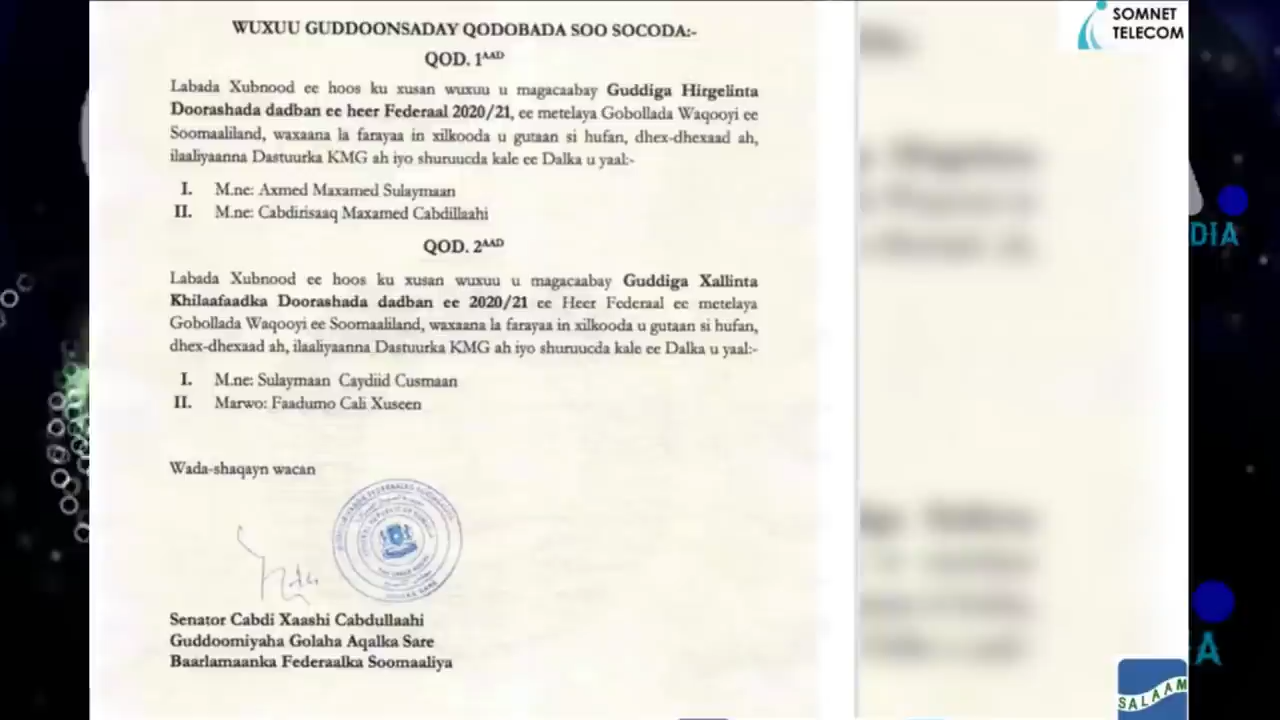 WUXUU GUDDOONSADAY QODOBADA SOO SOCODA:-
QOD. 1AAD
Labada Xubnood ee hoos ku xusan wuxuu u magacaabay Guddiga Hirgelinta
Doorashada dadban ee heer Federaal 2020/21, ee metelaya Gobollada Waqooyi ee
Soomaaliland, waxaana la farayaa in xilkooda u gutaan si hufan, dhex-dhexaad ah,
ilaaliyaanna Dastuurka KMG ah iyo shuruucda kale ee Dalka u yaal:-
I. M.ne: Axmed Maxamed Sulaymaan
II. M.ne: Cabdirisaaq Maxamed Cabdillaahi
QOD. 2AAD
Labada Xubnood ee hoos ku xusan wuxuu u magacaabay Guddiga Xallinta
Khilaafaadka Doorashada dadban ee 2020/21 ee Heer Federaal ee metelaya
Gobollada Waqooyi ee Soomaaliland, waxaana la farayaa in xilkooda u gutaan si hufan,
dhex-dhexaad ah, ilaaliyaanna Dastuurka KMG ah iyo shuruucda kale ee Dalka u yaal:-
I. M.ne: Sulaymaan Caydiid Cusmaan
II. Marwo: Faadumo Cali Xuseen
Wada-shaqayn wacan
Senator Cabdi Xaashi Cabdullaahi
Guddoomiyaha Golaha Aqalka Sare
Baarlamaanka Federaalka Soomaaliya
SOMNET
TELECOM
DIA
A
SALAAM